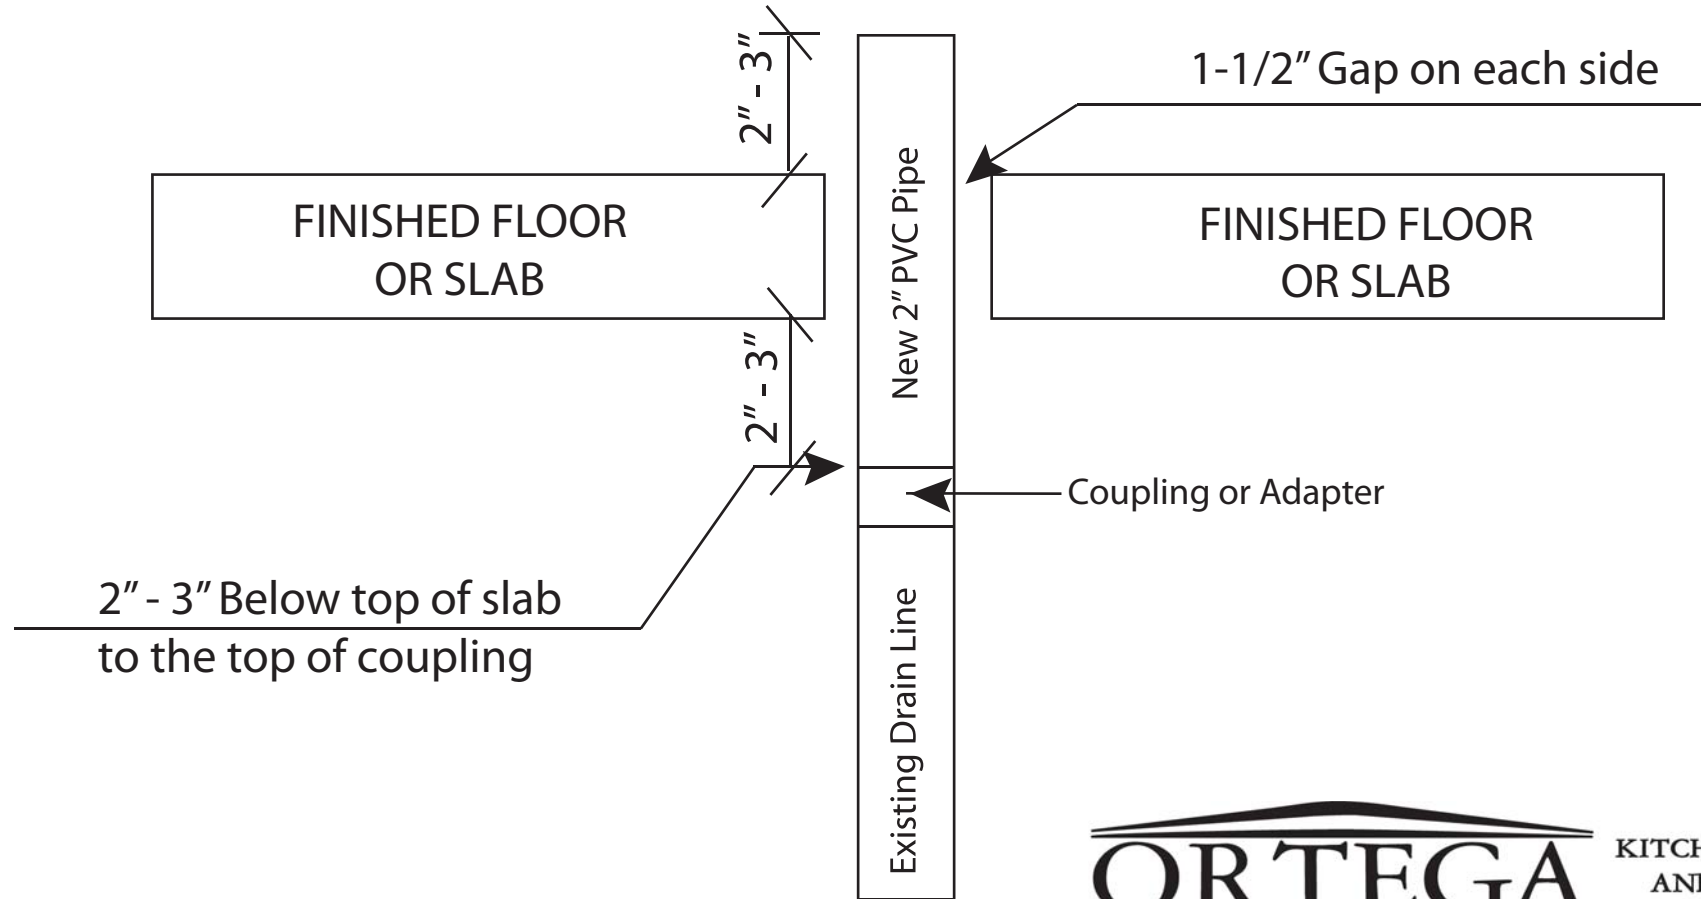 2" - 3"
1-1/2" Gap on each side
FINISHED FLOOR
OR SLAB
New 2" PVC Pipe
FINISHED FLOOR
OR SLAB
2" - 3"
Coupling or Adapter
2" - 3" Below top of slab
to the top of coupling
Existing Drain Line
ORTEGA